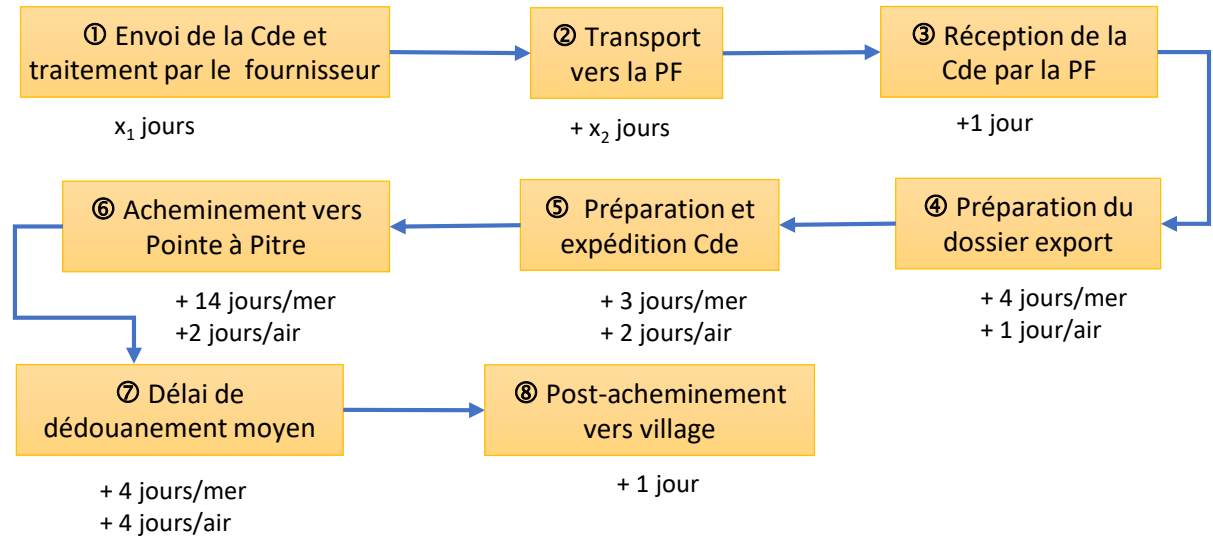 ① Envoi de la Cde et
traitement par le fournisseur
x₁ jours
② Transport
vers la PF
+ x₂ jours
③ Réception de la
Cde par la PF
+1 jour
④ Préparation du
dossier export
+ 4 jours/mer
+ 1 jour/air
⑤ Préparation et
expédition Cde
+ 3 jours/mer
+ 2 jours/air
⑥ Acheminement vers
Pointe à Pitre
+ 14 jours/mer
+2 jours/air
⑦ Délai de
dédouanement moyen
+ 4 jours/mer
+ 4 jours/air
⑧ Post-acheminement
vers village
+ 1 jour